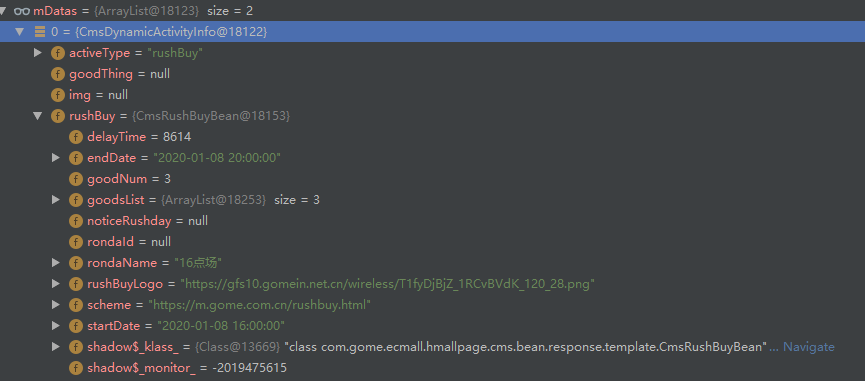 mDatas = {ArrayList@18123} size = 2
0 = {CmsDynamicActivityInfo@18122}
f activeType = "rushBuy"
f goodThing = null
f img = null
f rushBuy = {CmsRushBuyBean@18153}
f delayTime = 8614
f endDate = "2020-01-08 20:00:00"
f goodNum = 3
f goodsList = {ArrayList@18253} size = 3
f noticeRushday = null
f rondaId = null
f rondaName = "16点场"
f rushBuyLogo = "https://gfs10.gomein.net.cn/wireless/T1fyDjBjZ_1RCvBVdK_120_28.png"
f scheme = "https://m.gome.com.cn/rushbuy.html"
f startDate = "2020-01-08 16:00:00"
f shadow$_klass_ = {Class@13669} "class com.gome.ecmall.hmallpage.cms.bean.response.template.CmsRushBuyBean"... Navigate
f shadow$_monitor_ = -2019475615